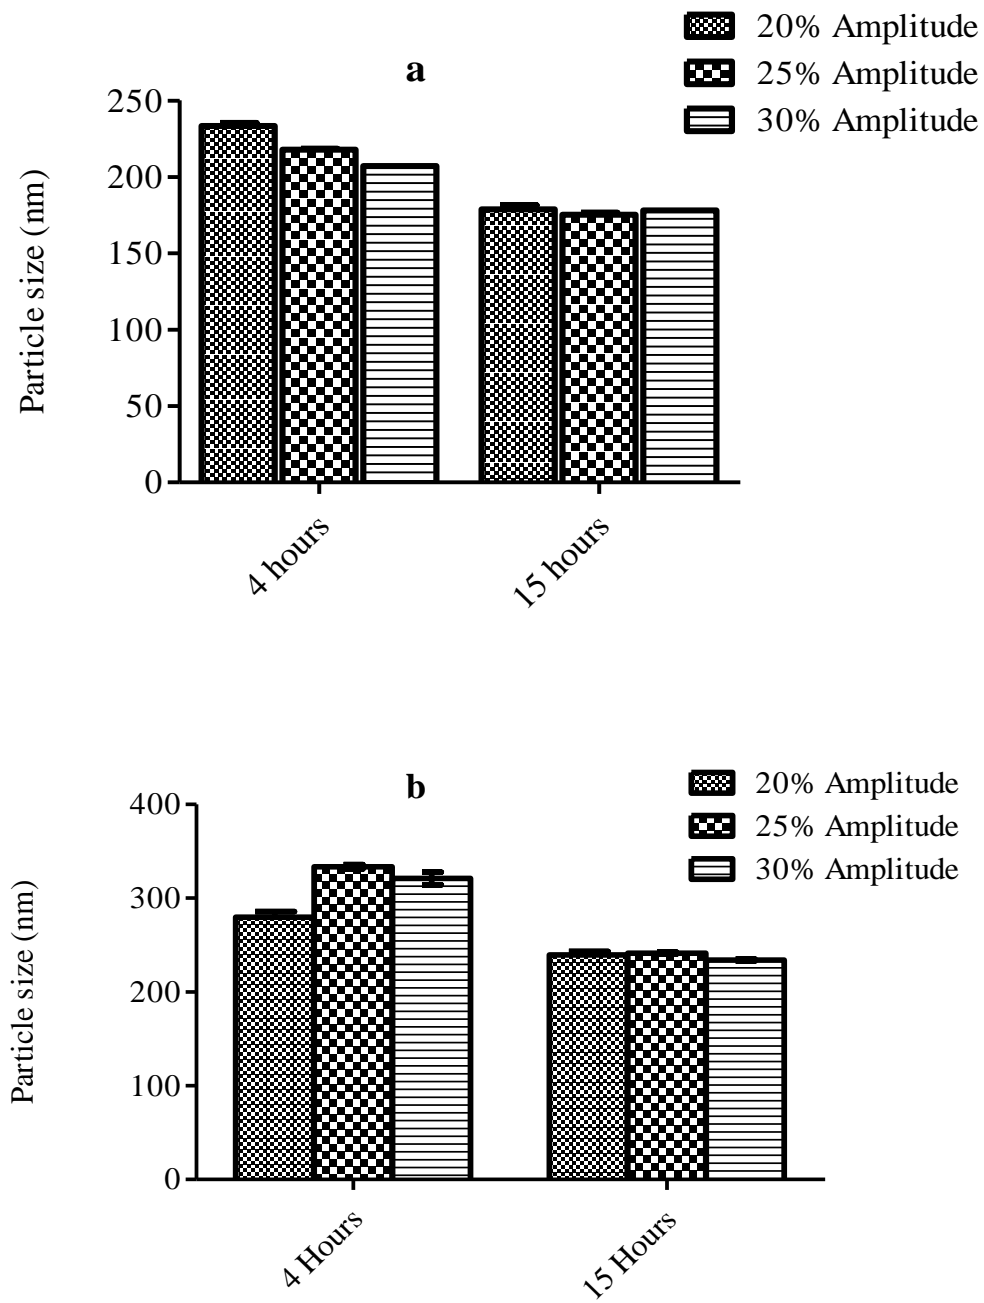 20% Amplitude
25% Amplitude
30% Amplitude
a
Particle size (nm)
250
200
150
100
50
0
4 hours
15 hours
b
20% Amplitude
25% Amplitude
30% Amplitude
Particle size (nm)
400
300
200
100
0
4 Hours
15 Hours